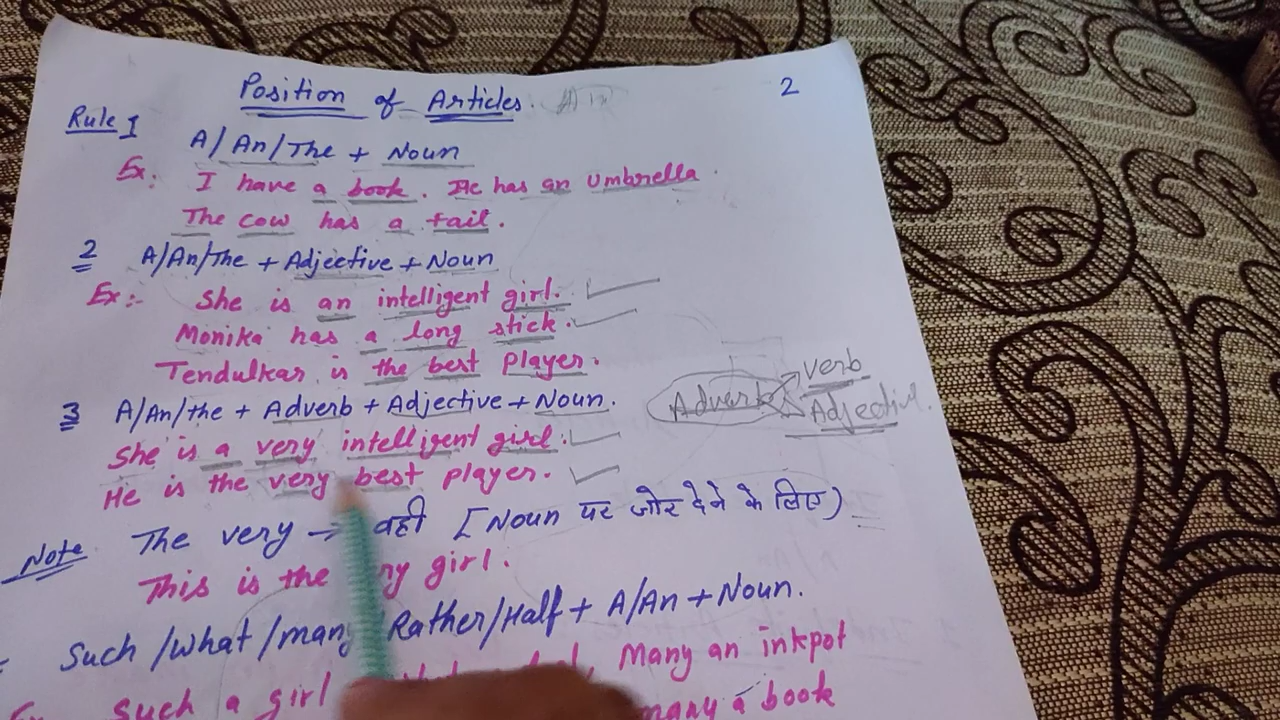 Position of Articles. 2
Rule 1
A/An/The + Noun
Ex: I have a book. He has an Umbrella.
The cow has a tail.
2 A/An/The + Adjective + Noun
Ex:- She is an intelligent girl.
Monika has a long stick.
Tendulkar is the best Player.
3 A/An/the + Adverb + Adjective + Noun.
Adverb verb
Adjective.
She is a very intelligent girl.
He is the very best player.
Note The very → वही [Noun पर जोर देने के लिए)
This is the girl.
Such/What/many Rather/Half + A/An + Noun.
Such a girl Many an inkpot
many a book